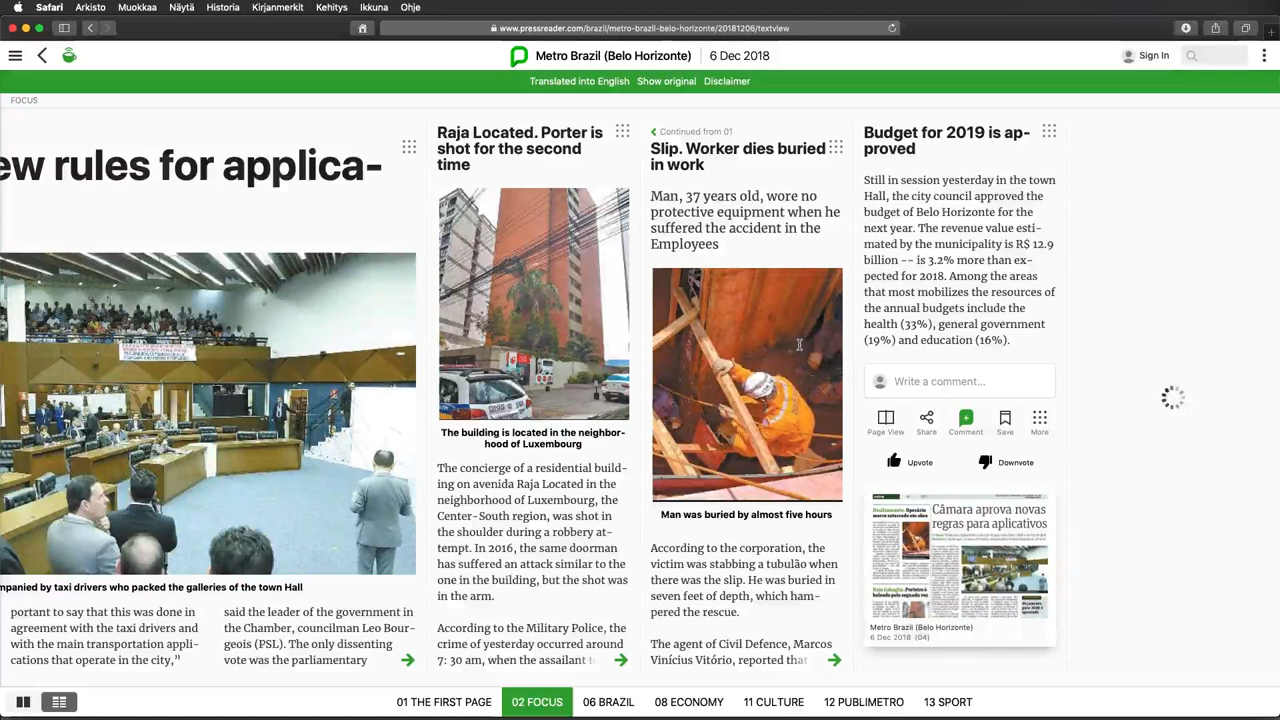 Safari Arkisto Muokkaa Näytä Historia Kirjanmerkit Kehitys Ikkuna Ohje
www.pressreader.com/brazil/metro-brazil-belo-horizonte/20181206/textview
Metro Brazil (Belo Horizonte) 6 Dec 2018 Sign In
Translated into English Show original Disclaimer
FOCUS
ew rules for applica-
mpanied by taxi drivers who packed the galleries of the town Hall
portant to say that this was done in
agreement with the taxi drivers and
with the main transportation appli-
cations that operate in the city,”
said the leader of the government in
the Chamber, councilman Leo Bour-
geois (PSL). The only dissenting
vote was the parliamentary
Raja Located. Porter is
shot for the second
time
The building is located in the neighbor-
hood of Luxembourg
The concierge of a residential build-
ing on avenida Raja Located in the
neighborhood of Luxembourg, the
Center-South region, was shot in
the shoulder during a robbery at-
tempt. In 2016, the same doorman
has suffered an attack similar to the
one in the building, but the shot was
in the arm.
According to the Military Police, the
crime of yesterday occurred around
7: 30 am, when the assailant
Continued from 01
Slip. Worker dies buried
in work
Man, 37 years old, wore no
protective equipment when he
suffered the accident in the
Employees
Man was buried by almost five hours
According to the corporation, the
victim was stabbing a tubulão when
there was the slip. He was buried in
seven feet of depth, which ham-
pered the rescue.
The agent of Civil Defence, Marcos
Vinícius Vitório, reported that
Budget for 2019 is ap-
proved
Still in session yesterday in the town
Hall, the city council approved the
budget of Belo Horizonte for the
next year. The revenue value esti-
mated by the municipality is R$ 12.9
billion -- is 3.2% more than ex-
pected for 2018. Among the areas
that most mobilizes the resources of
the annual budgets include the
health (33%), general government
(19%) and education (16%).
Write a comment...
Page View Share Comment Save More
Upvote Downvote
Câmara aprova novas
regras para aplicativos
Metro Brazil (Belo Horizonte)
6 Dec 2018 (04)
01 THE FIRST PAGE 02 FOCUS 06 BRAZIL 08 ECONOMY 11 CULTURE 12 PUBLIMETRO 13 SPORT